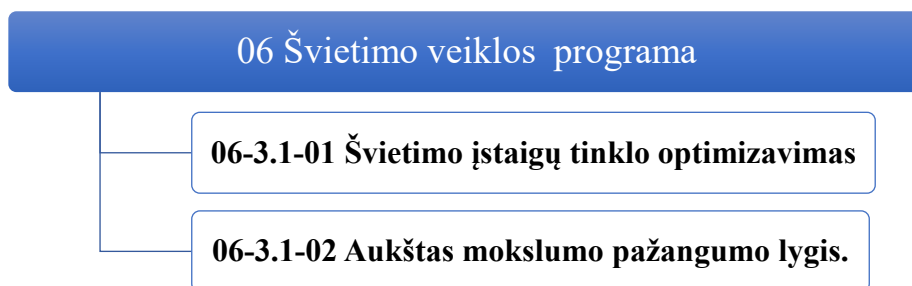 06 Švietimo veiklos programa
06-3.1-01 Švietimo įstaigų tinklo optimizavimas
06-3.1-02 Aukštas mokslumo pažangumo lygis.